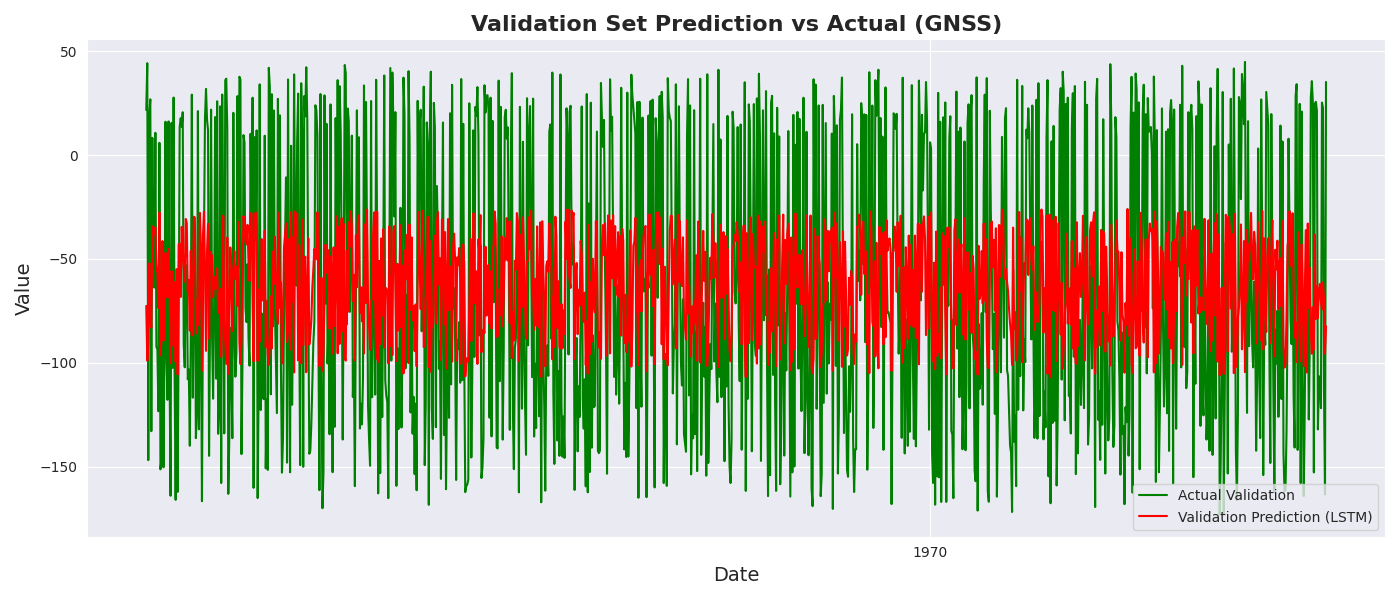 Validation Set Prediction vs Actual (GNSS)
Value
50
0
−50
−100
−150
Actual Validation
Validation Prediction (LSTM)
1970
Date